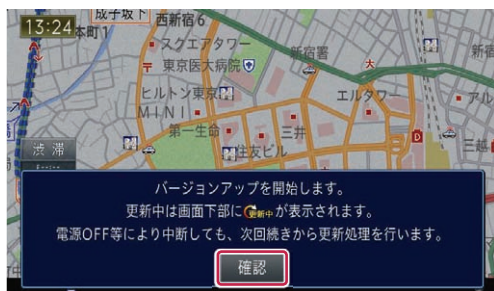 13:24
本町1
成子坂下
西新宿6
スクエアタワー
新宿署
東京医大病院
大
ヒルトン東京
エルタワー
アル
MINI
第一生命
三井
渋滞
住友ビル
三越
バージョンアップを開始します。
更新中は画面下部に更新中が表示されます。
電源OFF等により中断しても、次回続きから更新処理を行います。
確認